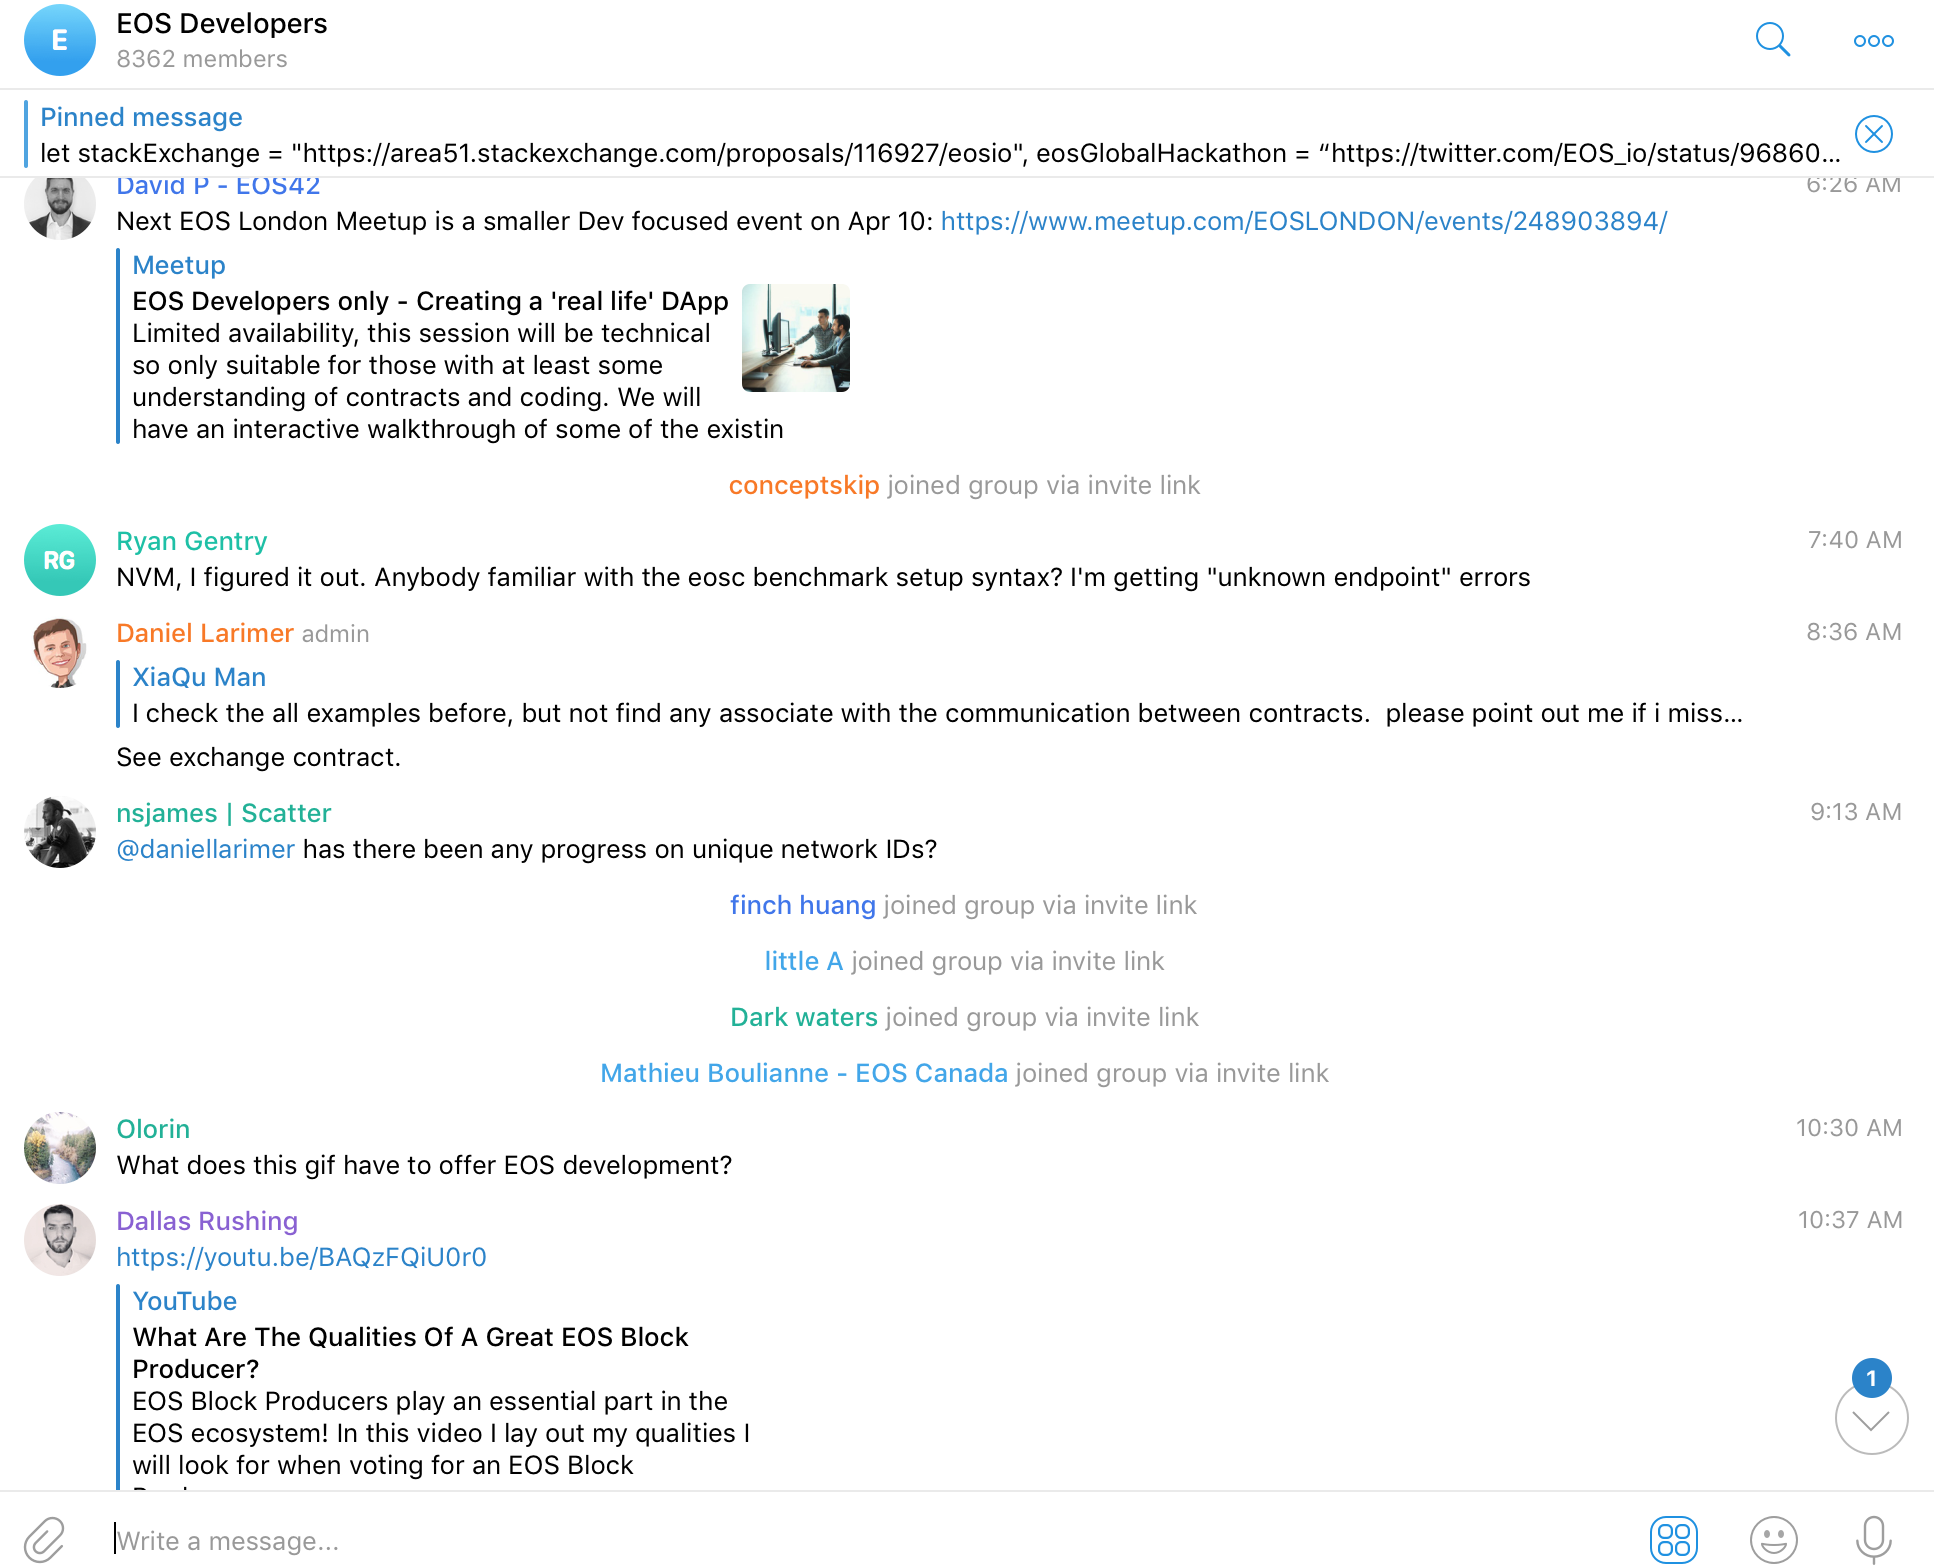 E
EOS Developers
8362 members
Pinned message
let stackExchange = "https://area51.stackexchange.com/proposals/116927/eosio", eosGlobalHackathon = “https://twitter.com/EOS_io/status/96860...
David P - EOS42
6:26 AM
Next EOS London Meetup is a smaller Dev focused event on Apr 10: https://www.meetup.com/EOSLONDON/events/248903894/
Meetup
EOS Developers only - Creating a 'real life' DApp
Limited availability, this session will be technical
so only suitable for those with at least some
understanding of contracts and coding. We will
have an interactive walkthrough of some of the existin
conceptskip joined group via invite link
RG
Ryan Gentry
7:40 AM
NVM, I figured it out. Anybody familiar with the eosc benchmark setup syntax? I'm getting "unknown endpoint" errors
Daniel Larimer admin
8:36 AM
XiaQu Man
I check the all examples before, but not find any associate with the communication between contracts.  please point out me if i miss...
See exchange contract.
nsjames | Scatter
9:13 AM
@daniellarimer has there been any progress on unique network IDs?
finch huang joined group via invite link
little A joined group via invite link
Dark waters joined group via invite link
Mathieu Boulianne - EOS Canada joined group via invite link
Olorin
10:30 AM
What does this gif have to offer EOS development?
Dallas Rushing
10:37 AM
https://youtu.be/BAQzFQiU0r0
YouTube
What Are The Qualities Of A Great EOS Block
Producer?
EOS Block Producers play an essential part in the
EOS ecosystem! In this video I lay out my qualities I
will look for when voting for an EOS Block
1
Write a message...